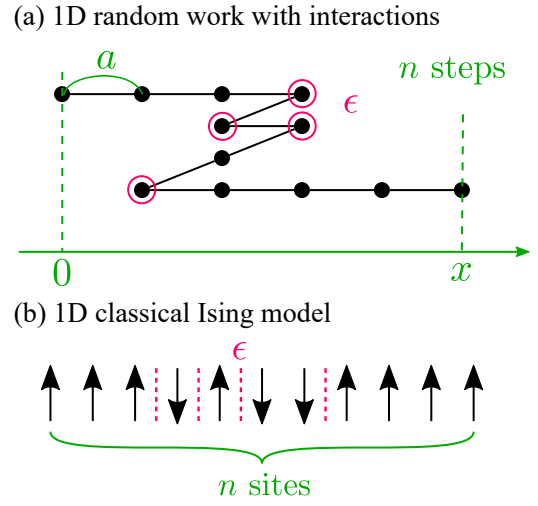 (a) 1D random work with interactions
a
n steps
ϵ
0
x
(b) 1D classical Ising model
ϵ
n sites